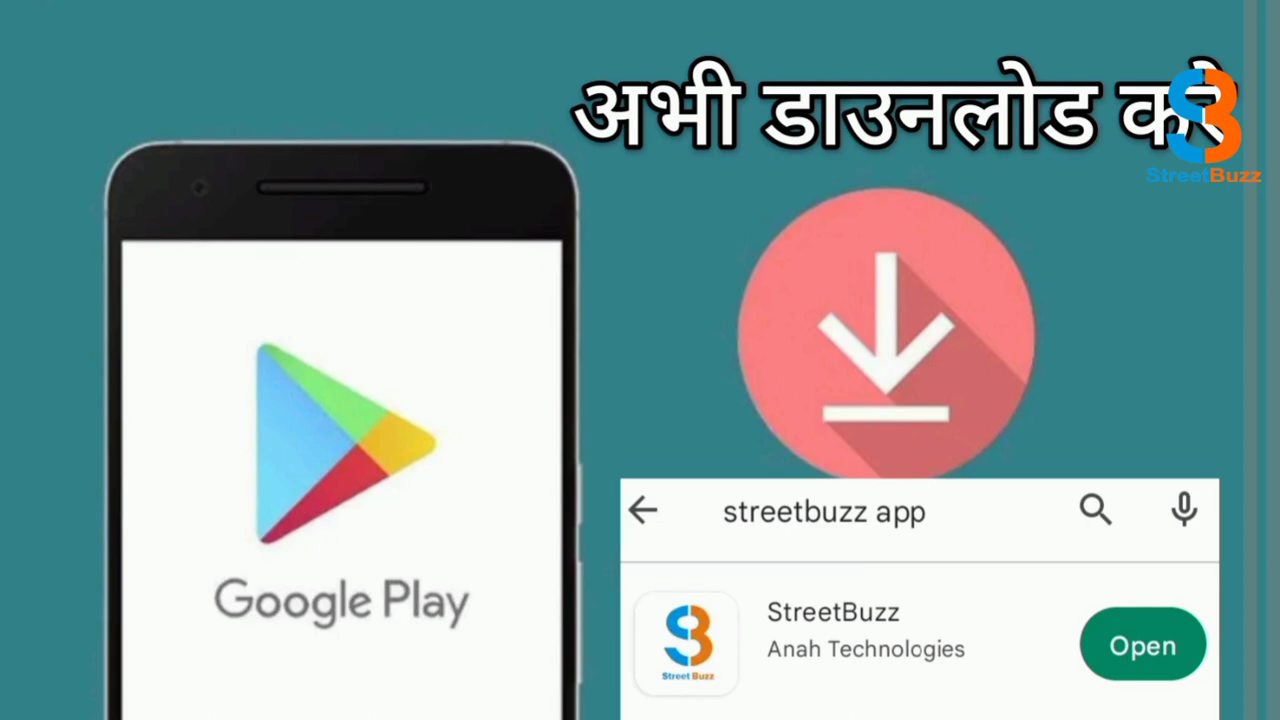 अभी डाउनलोड करे
StreetBuzz
Google Play
streetbuzz app
StreetBuzz
Anah Technologies
Open
Street Buzz